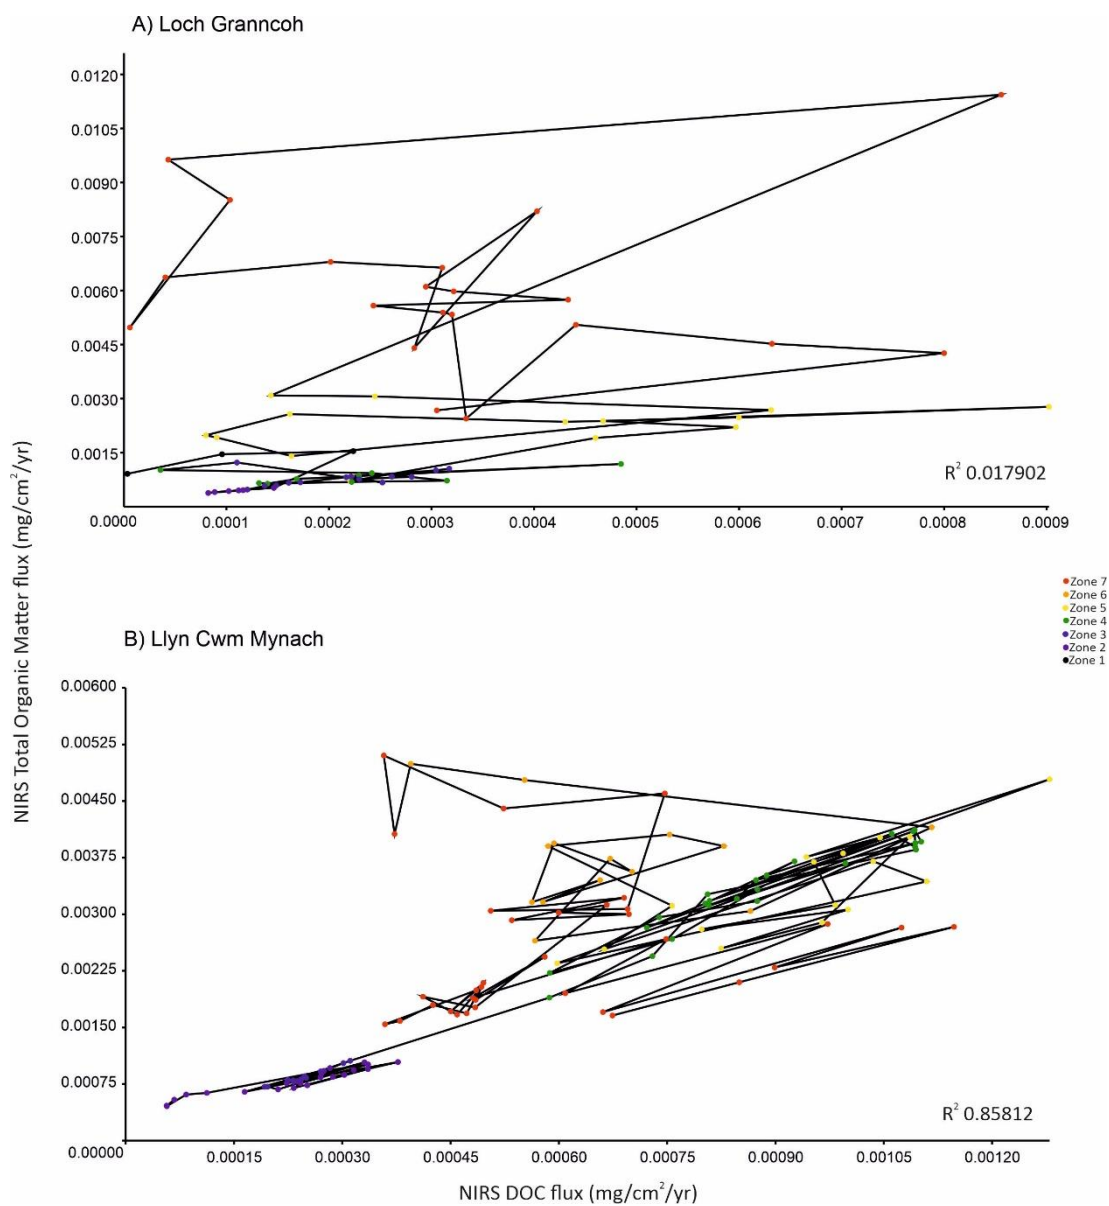 A) Loch Granncoh
0.0120
0.0105
0.0090
0.0075
0.0060
0.0045
0.0030
0.0015
R² 0.017902
0.0000 0.0001 0.0002 0.0003 0.0004 0.0005 0.0006 0.0007 0.0008 0.0009
NIRS Total Organic Matter flux (mg/cm²/yr)
Zone 7
Zone 6
Zone 5
Zone 4
Zone 3
Zone 2
Zone 1
B) Llyn Cwm Mynach
0.00600
0.00525
0.00450
0.00375
0.00300
0.00225
0.00150
0.00075
R² 0.85812
0.00000
0.00015 0.00030 0.00045 0.00060 0.00075 0.00090 0.00105 0.00120
NIRS DOC flux (mg/cm²/yr)